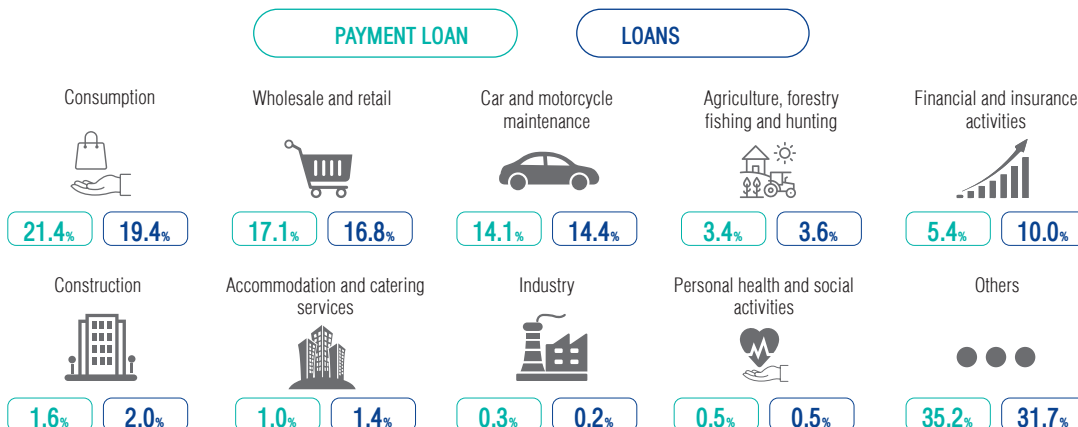 PAYMENT LOAN
LOANS
Consumption
Wholesale and retail
Car and motorcycle
maintenance
Agriculture, forestry
fishing and hunting
Financial and insurance
activities
21.4%
19.4%
17.1%
16.8%
14.1%
14.4%
3.4%
3.6%
5.4%
10.0%
Construction
Accommodation and catering
services
Industry
Personal health and social
activities
Others
1.6%
2.0%
1.0%
1.4%
0.3%
0.2%
0.5%
0.5%
35.2%
31.7%